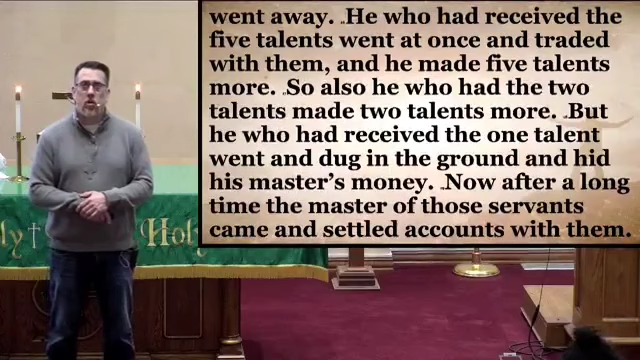 went away. He who had received the
five talents went at once and traded
with them, and he made five talents
more. So also he who had the two
talents made two talents more. But
he who had received the one talent
went and dug in the ground and hid
his master's money. Now after a long
time the master of those servants
came and settled accounts with them.
Holy